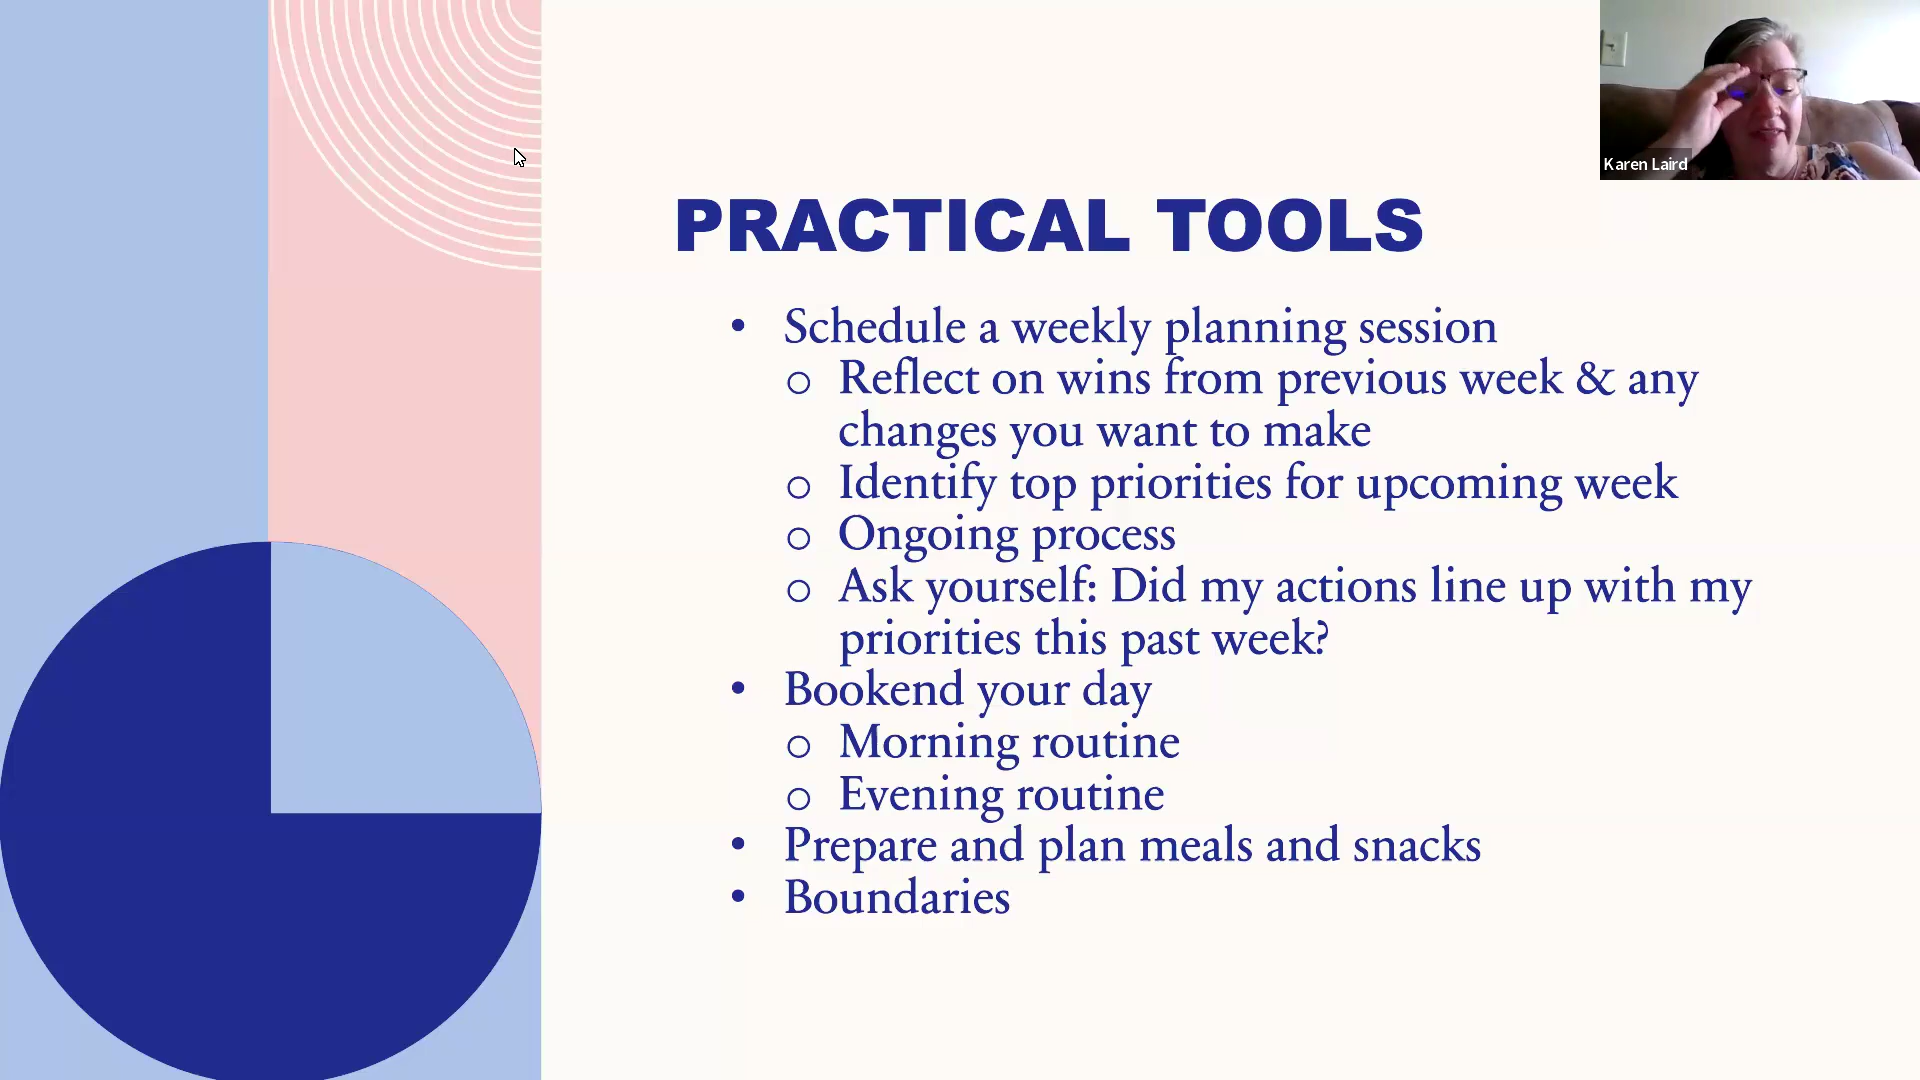 Karen Laird
PRACTICAL TOOLS
• Schedule a weekly planning session
o Reflect on wins from previous week & any
changes you want to make
o Identify top priorities for upcoming week
o Ongoing process
o Ask yourself: Did my actions line up with my
priorities this past week?
• Bookend your day
o Morning routine
o Evening routine
• Prepare and plan meals and snacks
• Boundaries